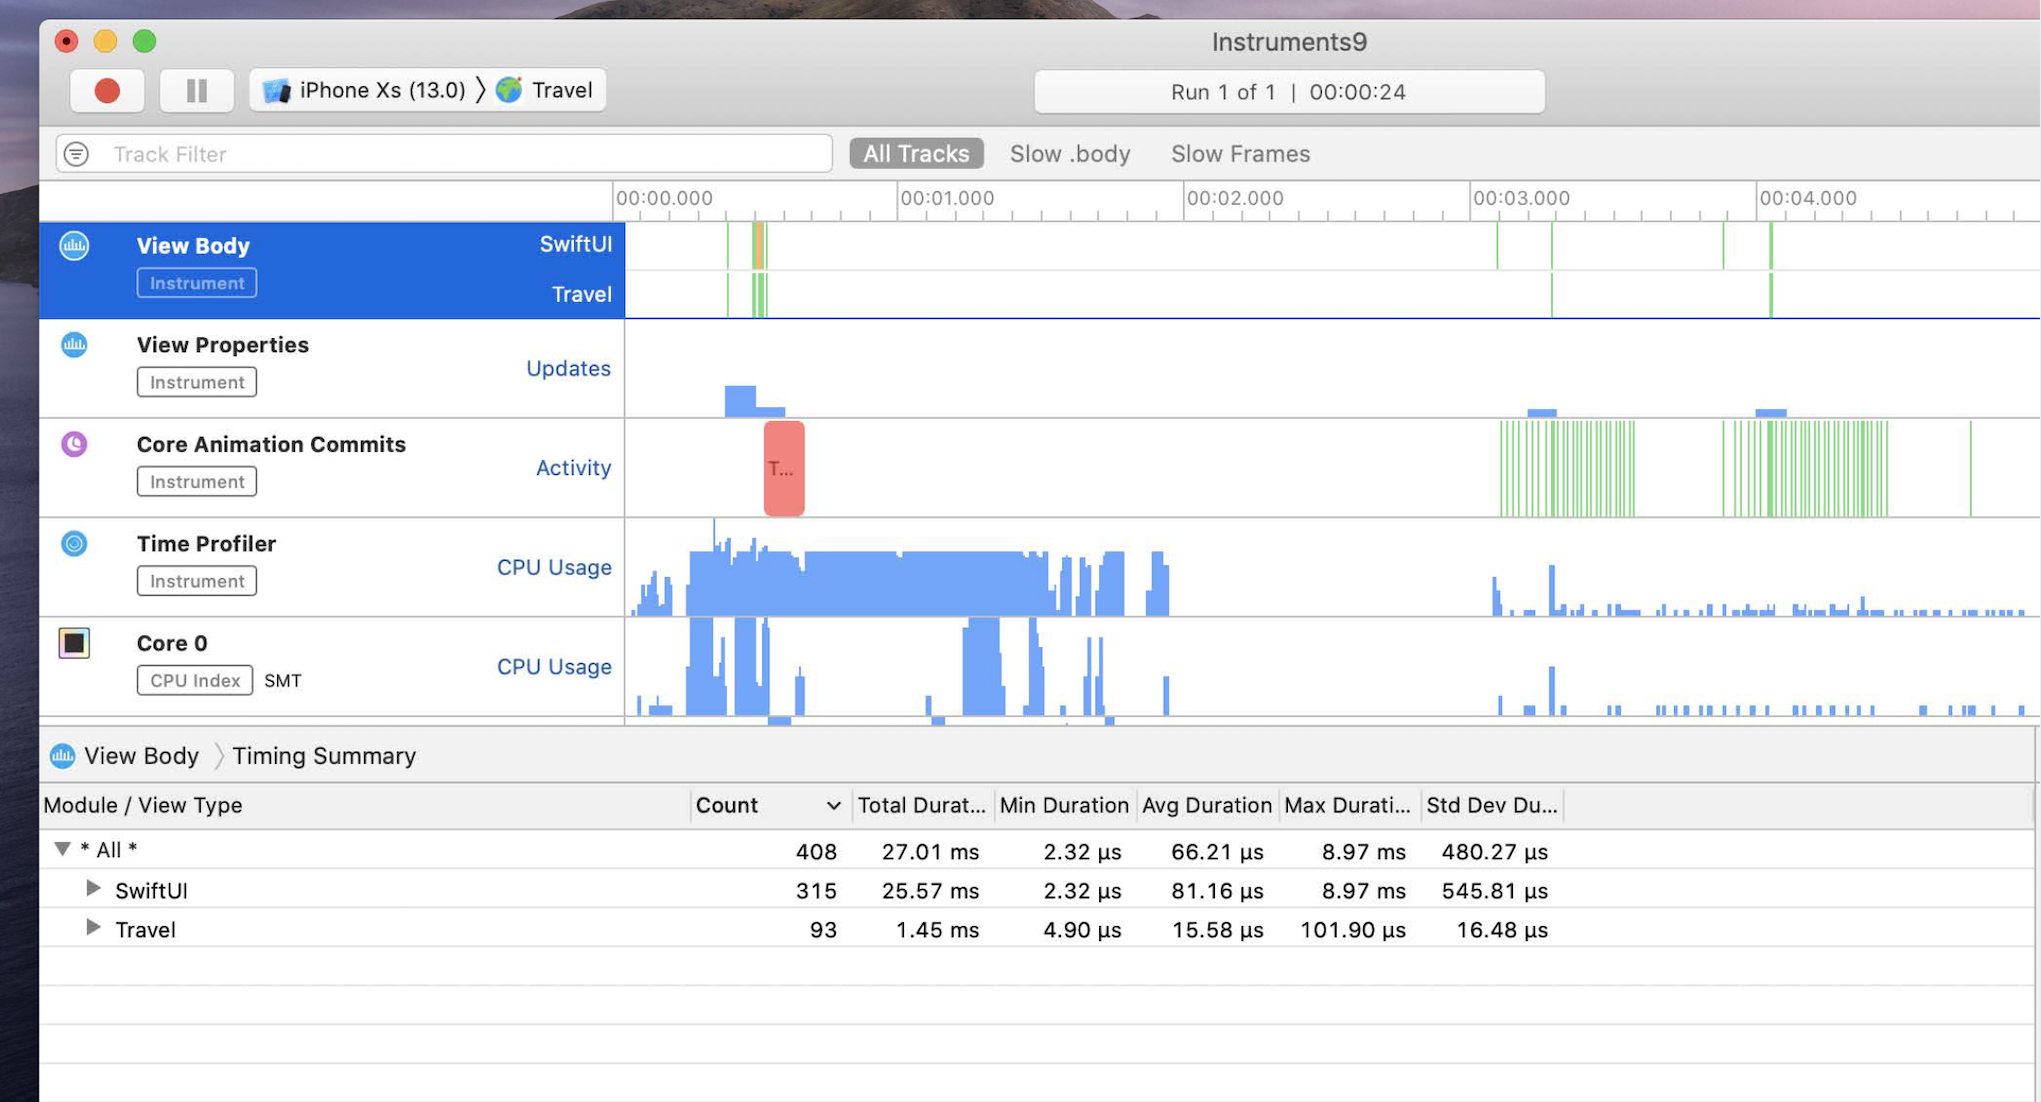 Instruments9
iPhone Xs (13.0) 〉 Travel
Run 1 of 1 | 00:00:24
Track Filter
All Tracks Slow .body Slow Frames
00:00.000 00:01.000 00:02.000 00:03.000 00:04.000
View Body SwiftUI
Instrument
Travel
View Properties
Updates
Instrument
Core Animation Commits
Activity
T...
Instrument
Time Profiler
CPU Usage
Instrument
Core 0
CPU Usage
CPU Index SMT
View Body 〉 Timing Summary
Module / View Type Count Total Durat... Min Duration Avg Duration Max Durati... Std Dev Du...
* All * 408 27.01 ms 2.32 µs 66.21 µs 8.97 ms 480.27 µs
SwiftUI 315 25.57 ms 2.32 µs 81.16 µs 8.97 ms 545.81 µs
Travel 93 1.45 ms 4.90 µs 15.58 µs 101.90 µs 16.48 µs